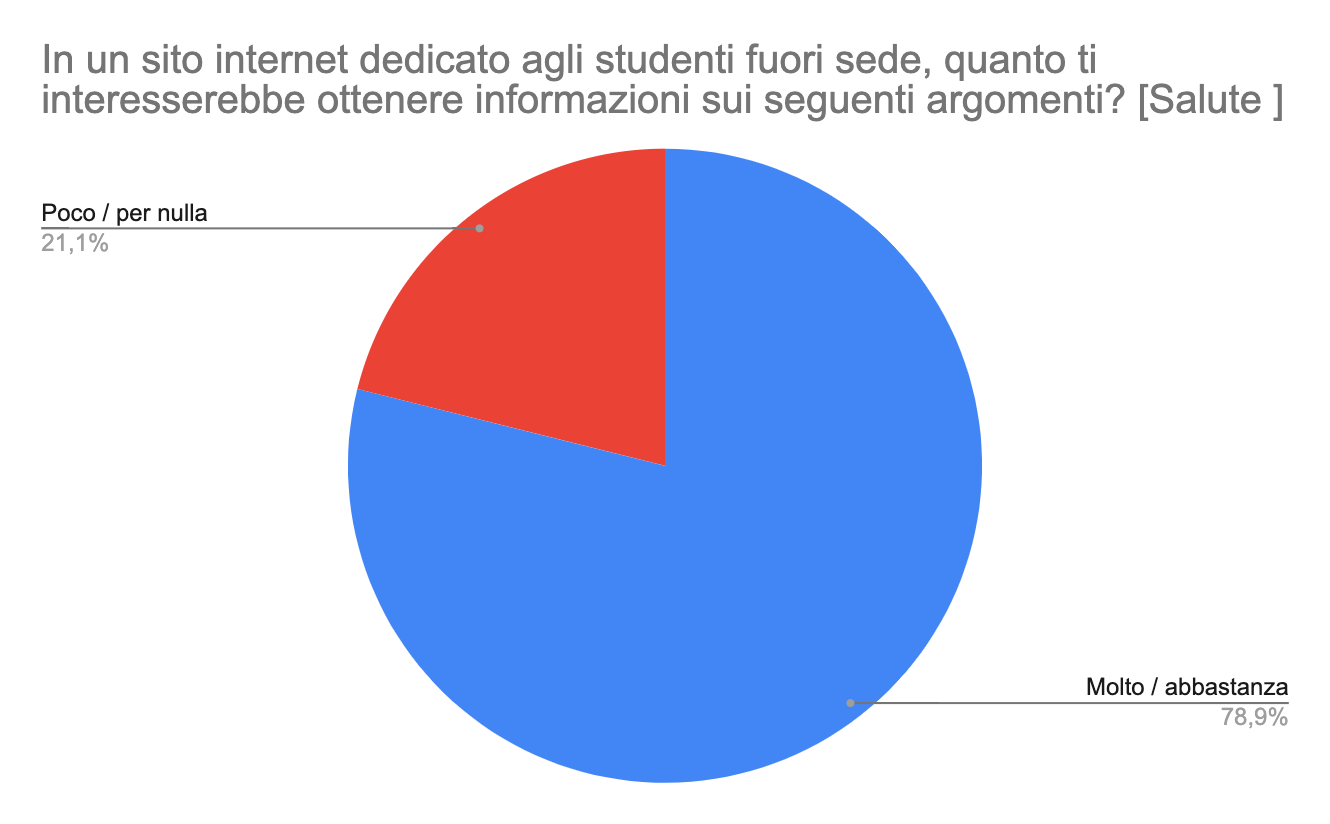 In un sito internet dedicato agli studenti fuori sede, quanto ti
interesserebbe ottenere informazioni sui seguenti argomenti? [Salute ]
Poco / per nulla
21,1%
Molto / abbastanza
78,9%